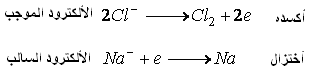 أكسده 2Cl⁻ ⟶ Cl₂ + 2e الألكترود الموجب
أختزال Na⁻ + e ⟶ Na الألكترود السالب